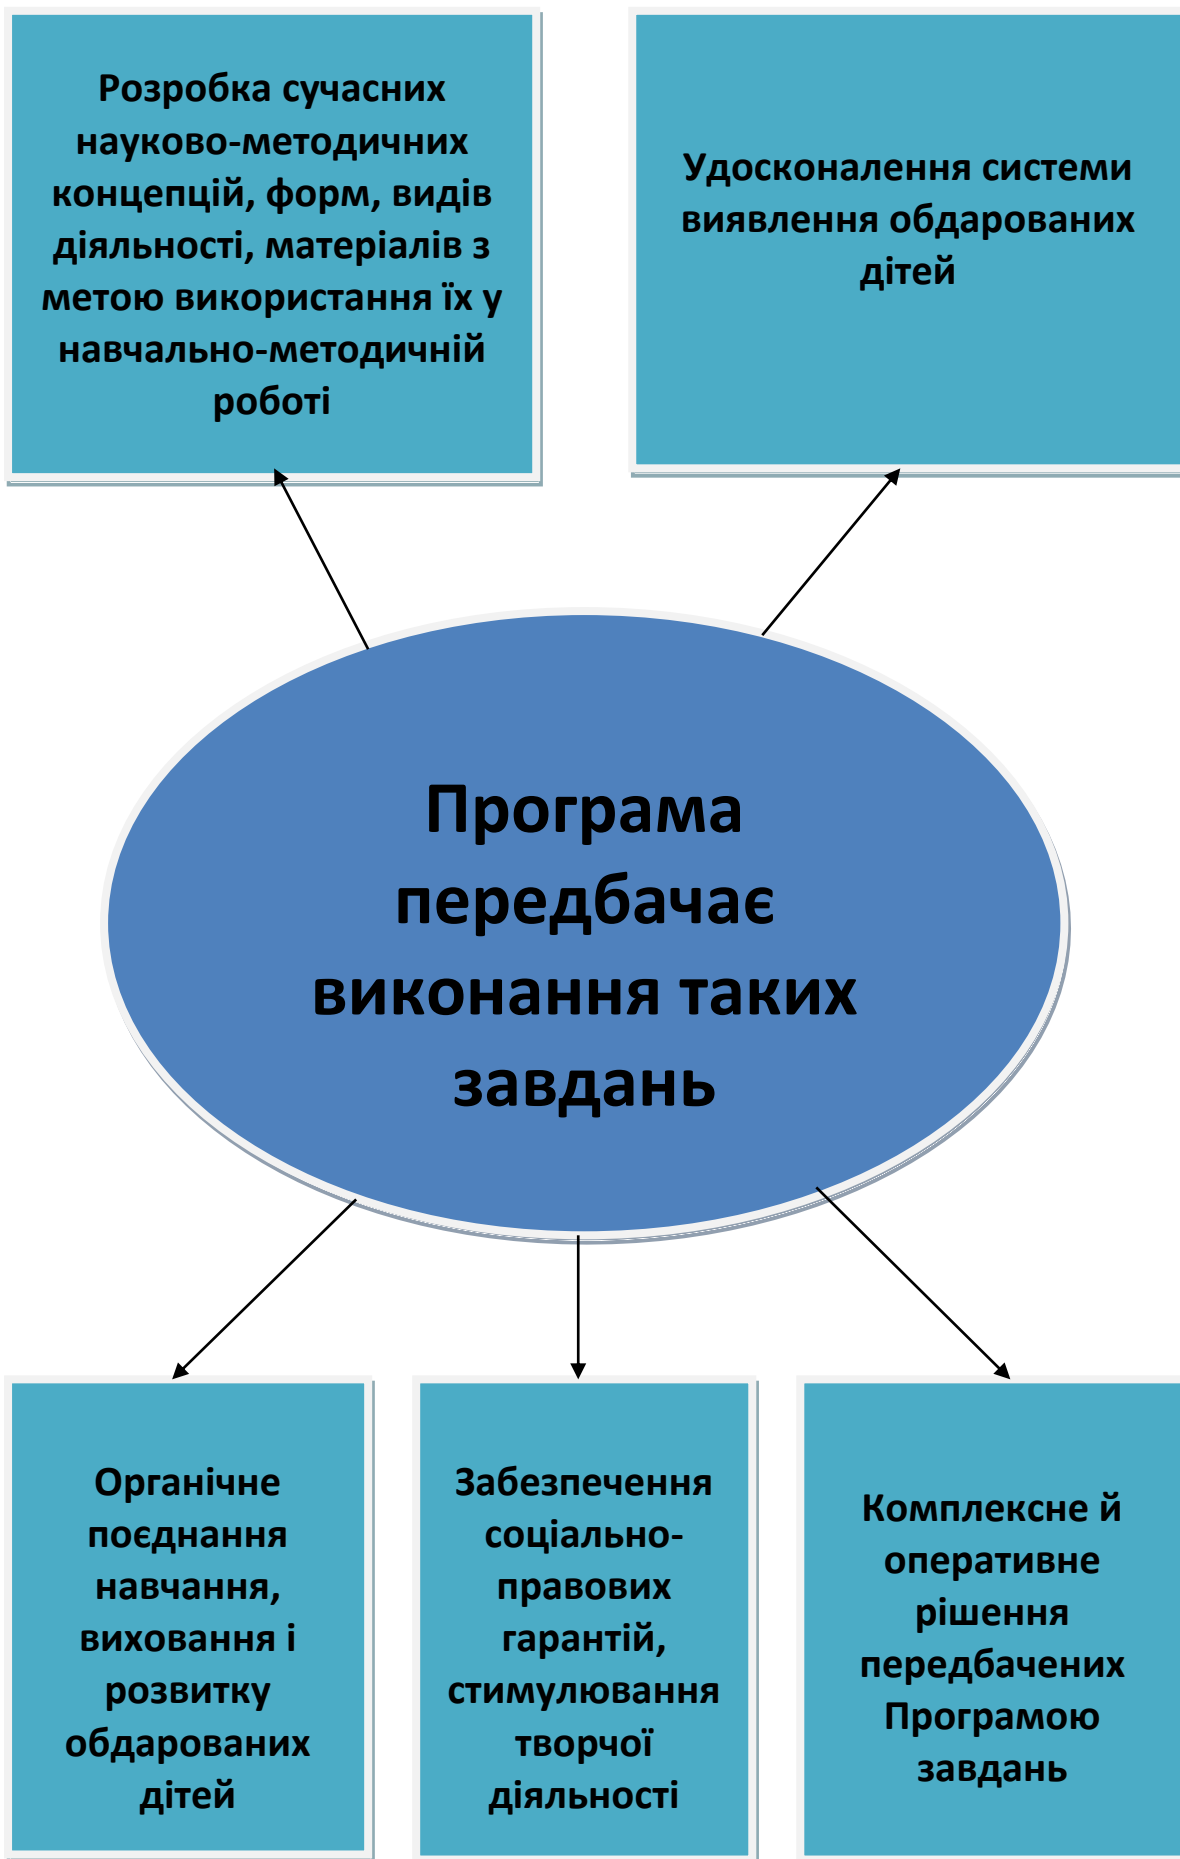 Розробка сучасних
науково-методичних
концепцій, форм, видів
діяльності, матеріалів з
метою використання їх у
навчально-методичній
роботі
Удосконалення системи
виявлення обдарованих
дітей
Програма
передбачає
виконання таких
завдань
Органічне
поєднання
навчання,
виховання і
розвитку
обдарованих
дітей
Забезпечення
соціально-
правових
гарантій,
стимулювання
творчої
діяльності
Комплексне й
оперативне
рішення
передбачених
Програмою
завдань